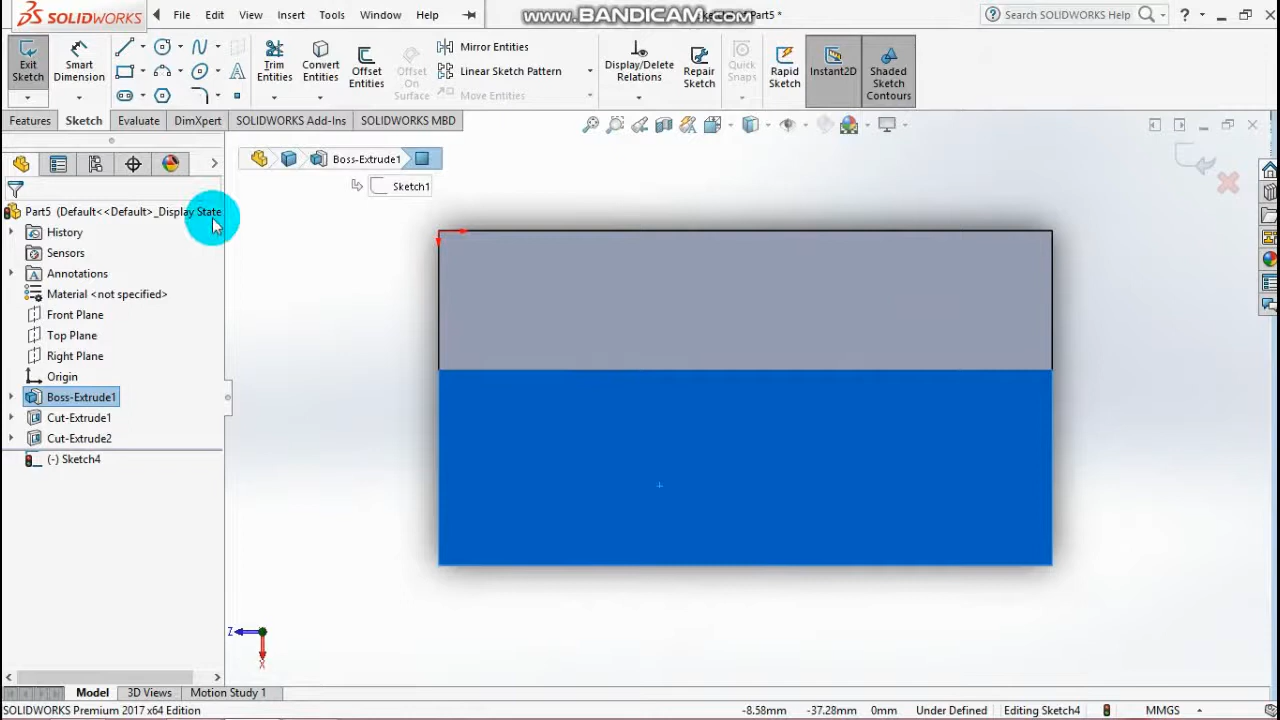 SOLIDWORKS File Edit View Insert Tools Window Help www.BANDICAM.com Part5 * Search SOLIDWORKS Help ?
Exit Sketch
Smart Dimension
Trim Entities
Convert Entities
Offset Entities
Offset On Surface
Mirror Entities
Linear Sketch Pattern
Move Entities
Display/Delete Relations
Repair Sketch
Quick Snaps
Rapid Sketch
Instant2D
Shaded Sketch Contours
Features Sketch Evaluate DimXpert SOLIDWORKS Add-Ins SOLIDWORKS MBD
Boss-Extrude1
Sketch1
Part5 (Default<<Default>_Display State
History
Sensors
Annotations
Material <not specified>
Front Plane
Top Plane
Right Plane
Origin
Boss-Extrude1
Cut-Extrude1
Cut-Extrude2
(-) Sketch4
Z
X
Model 3D Views Motion Study 1
SOLIDWORKS Premium 2017 x64 Edition -8.58mm -37.28mm 0mm Under Defined Editing Sketch4 MMGS